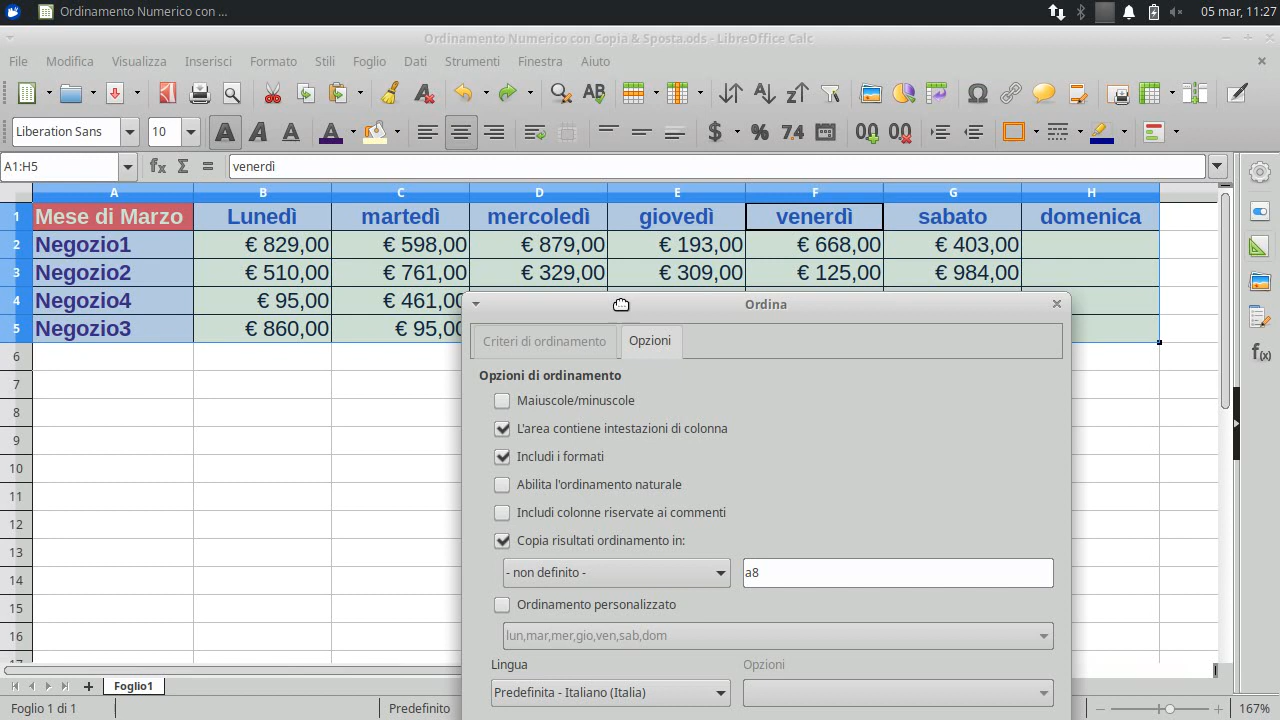 Ordinamento Numerico con ...
05 mar, 11:27
Ordinamento Numerico con Copia & Sposta.ods - LibreOffice Calc
File Modifica Visualizza Inserisci Formato Stili Foglio Dati Strumenti Finestra Aiuto
Liberation Sans 10
A1:H5 venerdì
A B C D E F G H
1 Mese di Marzo Lunedì martedì mercoledì giovedì venerdì sabato domenica
2 Negozio1 € 829,00 € 598,00 € 879,00 € 193,00 € 668,00 € 403,00
3 Negozio2 € 510,00 € 761,00 € 329,00 € 309,00 € 125,00 € 984,00
4 Negozio4 € 95,00 € 461,00
5 Negozio3 € 860,00 € 95,00
6
7
8
9
10
11
12
13
14
15
16
17
Ordina
Criteri di ordinamento Opzioni
Opzioni di ordinamento
Maiuscole/minuscole
L'area contiene intestazioni di colonna
Includi i formati
Abilita l'ordinamento naturale
Includi colonne riservate ai commenti
Copia risultati ordinamento in:
- non definito - a8
Ordinamento personalizzato
lun,mar,mer,gio,ven,sab,dom
Lingua Opzioni
Predefinita - Italiano (Italia)
Foglio1
Foglio 1 di 1 Predefinito 167%